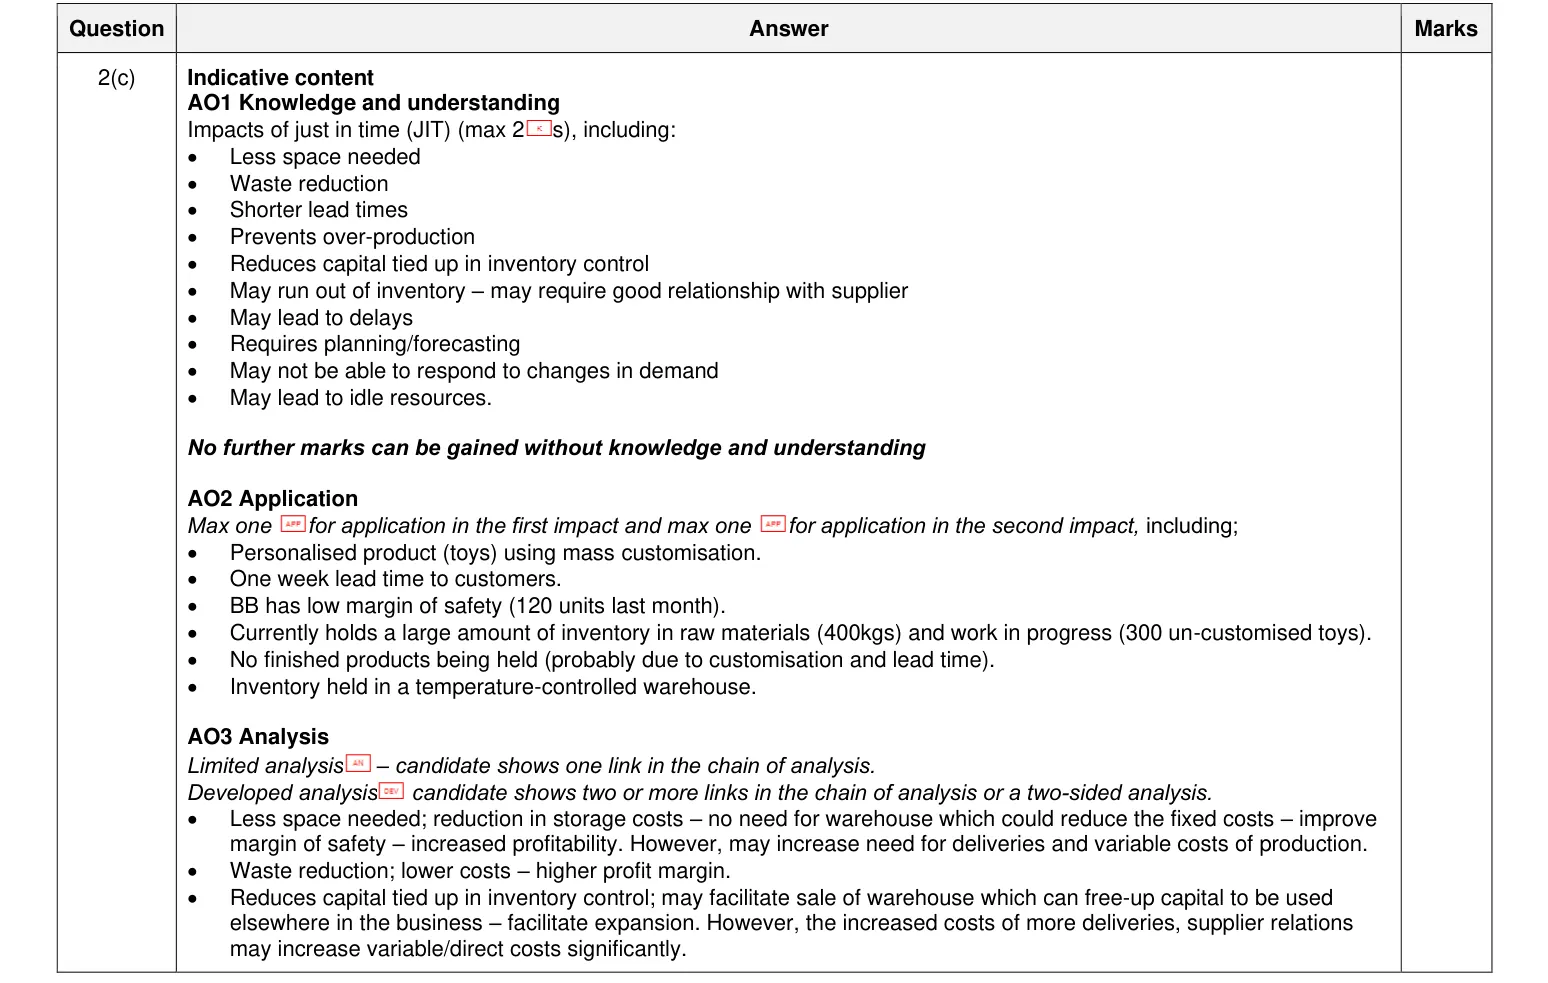 Question Answer Marks
2(c) Indicative content
AO1 Knowledge and understanding
Impacts of just in time (JIT) (max 2 K s), including:
• Less space needed
• Waste reduction
• Shorter lead times
• Prevents over-production
• Reduces capital tied up in inventory control
• May run out of inventory – may require good relationship with supplier
• May lead to delays
• Requires planning/forecasting
• May not be able to respond to changes in demand
• May lead to idle resources.
No further marks can be gained without knowledge and understanding
AO2 Application
Max one APP for application in the first impact and max one APP for application in the second impact, including;
• Personalised product (toys) using mass customisation.
• One week lead time to customers.
• BB has low margin of safety (120 units last month).
• Currently holds a large amount of inventory in raw materials (400kgs) and work in progress (300 un-customised toys).
• No finished products being held (probably due to customisation and lead time).
• Inventory held in a temperature-controlled warehouse.
AO3 Analysis
Limited analysis AN – candidate shows one link in the chain of analysis.
Developed analysis DEV candidate shows two or more links in the chain of analysis or a two-sided analysis.
• Less space needed; reduction in storage costs – no need for warehouse which could reduce the fixed costs – improve
margin of safety – increased profitability. However, may increase need for deliveries and variable costs of production.
• Waste reduction; lower costs – higher profit margin.
• Reduces capital tied up in inventory control; may facilitate sale of warehouse which can free-up capital to be used
elsewhere in the business – facilitate expansion. However, the increased costs of more deliveries, supplier relations
may increase variable/direct costs significantly.